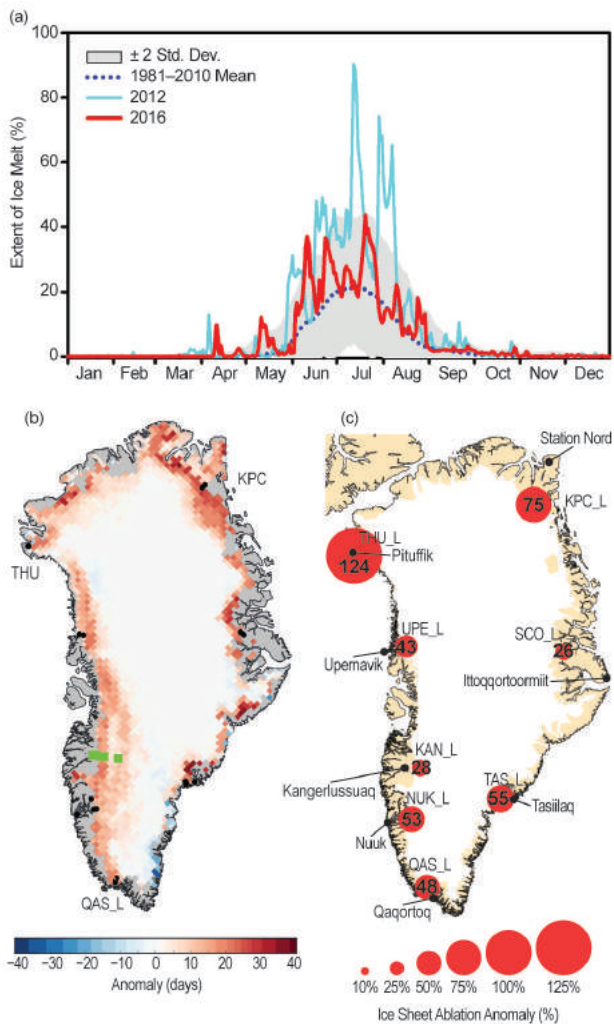 (a)
100
80
60
40
20
0
Extent of Ice Melt (%)
± 2 Std. Dev.
1981–2010 Mean
2012
2016
Jan Feb Mar Apr May Jun Jul Aug Sep Oct Nov Dec
(b)
KPC
THU
QAS_L
−40 −30 −20 −10 0 10 20 30 40
Anomaly (days)
(c)
Station Nord
75
KPC_L
THU_L
Pituffik
124
UPE_L
43
Upernavik
SCO_L
26
Ittoqqortoormiit
KAN_L
28
Kangerlussuaq
TAS_L
55
Tasiilaq
NUK_L
53
Nuuk
QAS_L
48
Qaqortoq
10% 25% 50% 75% 100% 125%
Ice Sheet Ablation Anomaly (%)